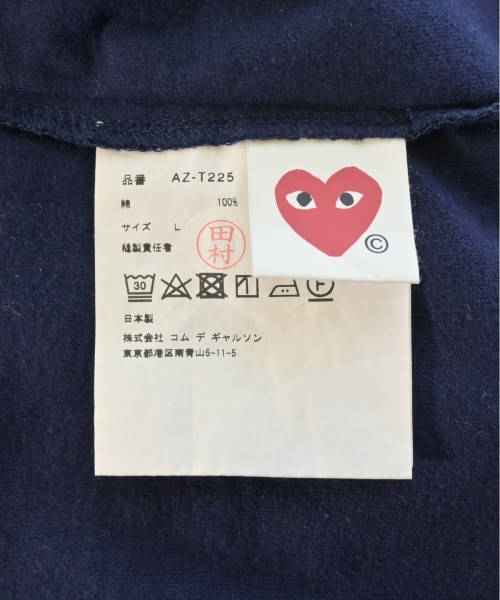 品番 AZ-T225
綿 100%
サイズ L
縫製責任者
田村
30
日本製
株式会社 コム デ ギャルソン
東京都港区南青山5-11-5
©